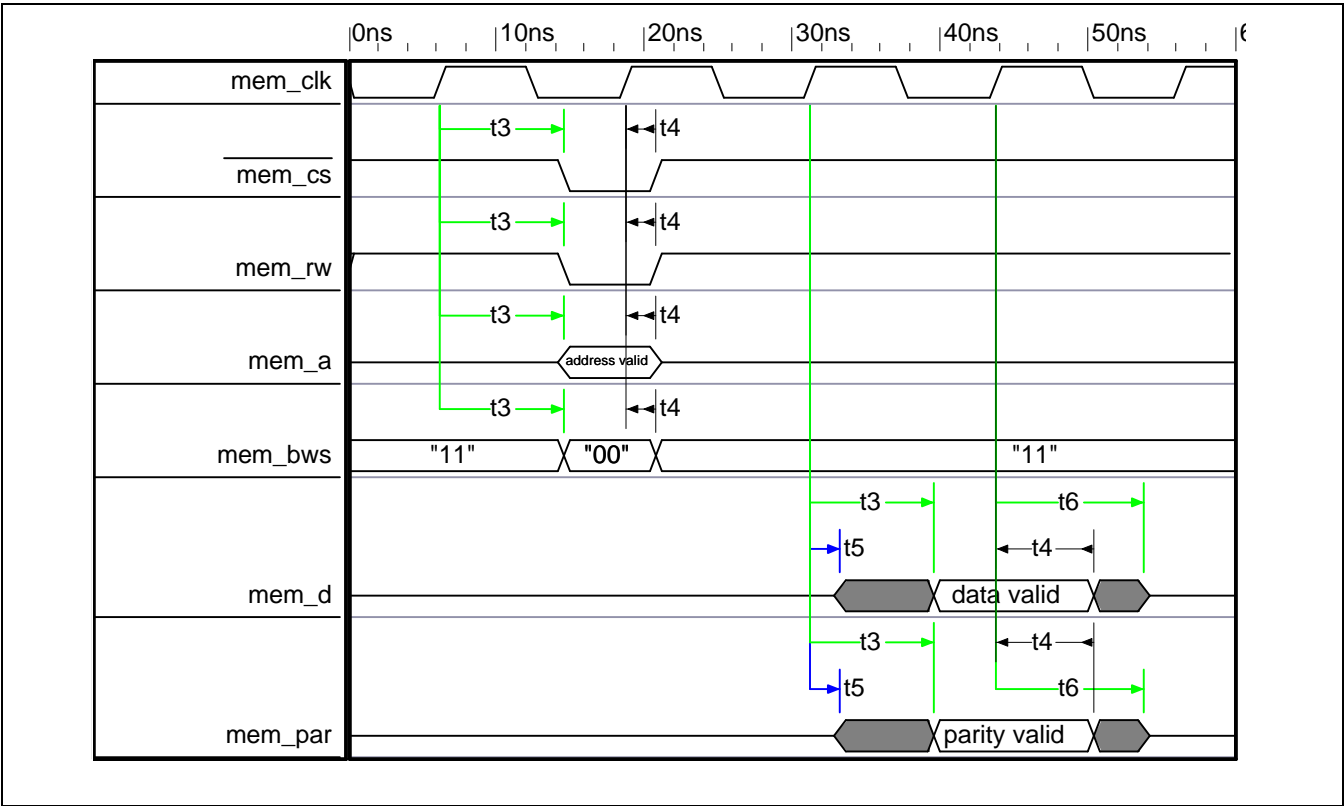 0ns 10ns 20ns 30ns 40ns 50ns 6
mem_clk
t3 t4
mem_cs
t3 t4
mem_rw
t3 t4
mem_a address valid
t3 t4
mem_bws "11" "00" "11"
t3 t6
t5 t4
mem_d data valid
t3 t4
t5 t6
mem_par parity valid